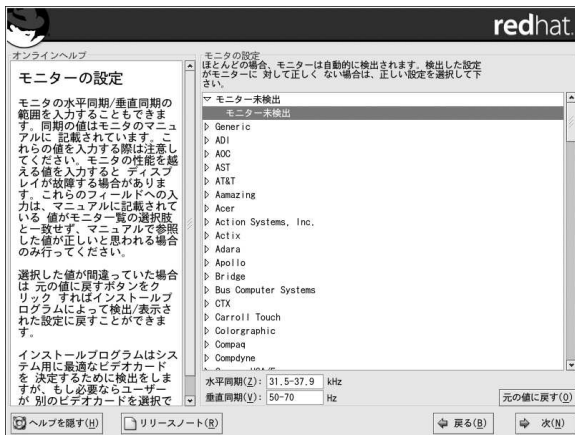 redhat.
オンラインヘルプ
モニターの設定
モニタの水平同期/垂直同期の
範囲を入力することもできま
す。同期の値はモニタのマニュ
アルに 記載されています。こ
れらの値を入力する際は注意し
てください。モニタの性能を越
える値を入力すると ディスプ
レイが故障する場合がありま
す。これらのフィールドへの入
力は、マニュアルに記載されて
いる 値がモニター覧の選択肢
と一致せず、マニュアルで参照
した値が正しいと思われる場合
のみ行ってください。
選択した値が間違っていた場合
は 元の値に戻すボタンをク
リック すればインストールプ
ログラムによって検出/表示さ
れた設定に戻すことができま
す。
インストールプログラムはシス
テム用に最適なビデオカード
を 決定するために検出をしま
すが、もし必要ならユーザー
が 別のビデオカードを選択で
モニタの設定
ほとんどの場合、モニターは自動的に検出されます。検出した設定
がモニターに 対して正しく ない場合は、正しい設定を選択して下
さい。
モニター未検出
モニター未検出
Generic
ADI
AOC
AST
AT&T
Aamazing
Acer
Action Systems, Inc.
Actix
Adara
Apollo
Bridge
Bus Computer Systems
CTX
Carroll Touch
Colorgraphic
Compaq
Compdyne
水平同期(Z): 31.5-37.9 kHz
垂直同期(V): 50-70 Hz
元の値に戻す(O)
ヘルプを隠す(H)
リリースノート(R)
戻る(B)
次(N)